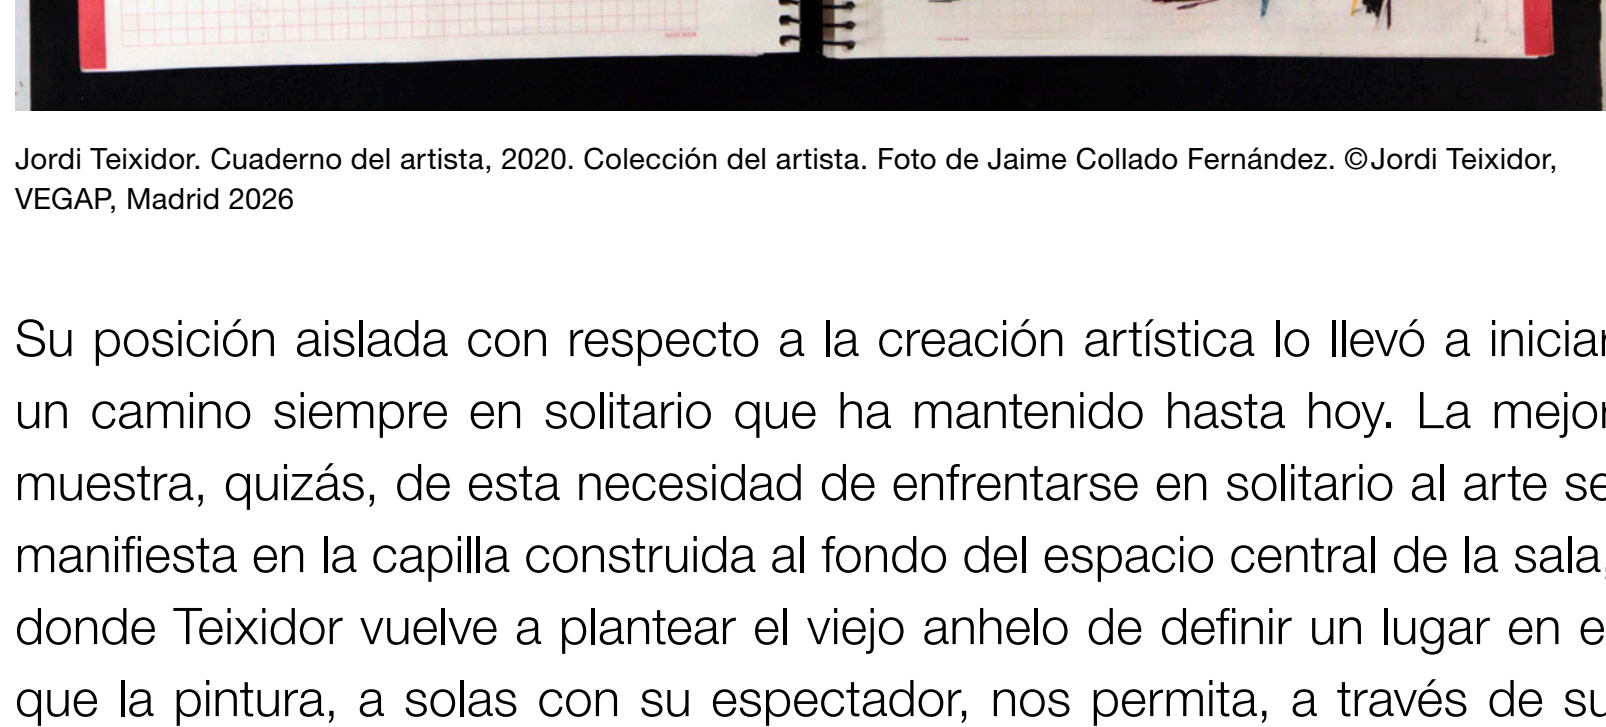 Jordi Teixidor. Cuaderno del artista, 2020. Colección del artista. Foto de Jaime Collado Fernández. ©Jordi Teixidor,
VEGAP, Madrid 2026
Su posición aislada con respecto a la creación artística lo llevó a iniciar
un camino siempre en solitario que ha mantenido hasta hoy. La mejor
muestra, quizás, de esta necesidad de enfrentarse en solitario al arte se
manifiesta en la capilla construida al fondo del espacio central de la sala,
donde Teixidor vuelve a plantear el viejo anhelo de definir un lugar en e
que la pintura, a solas con su espectador, nos permita, a través de su